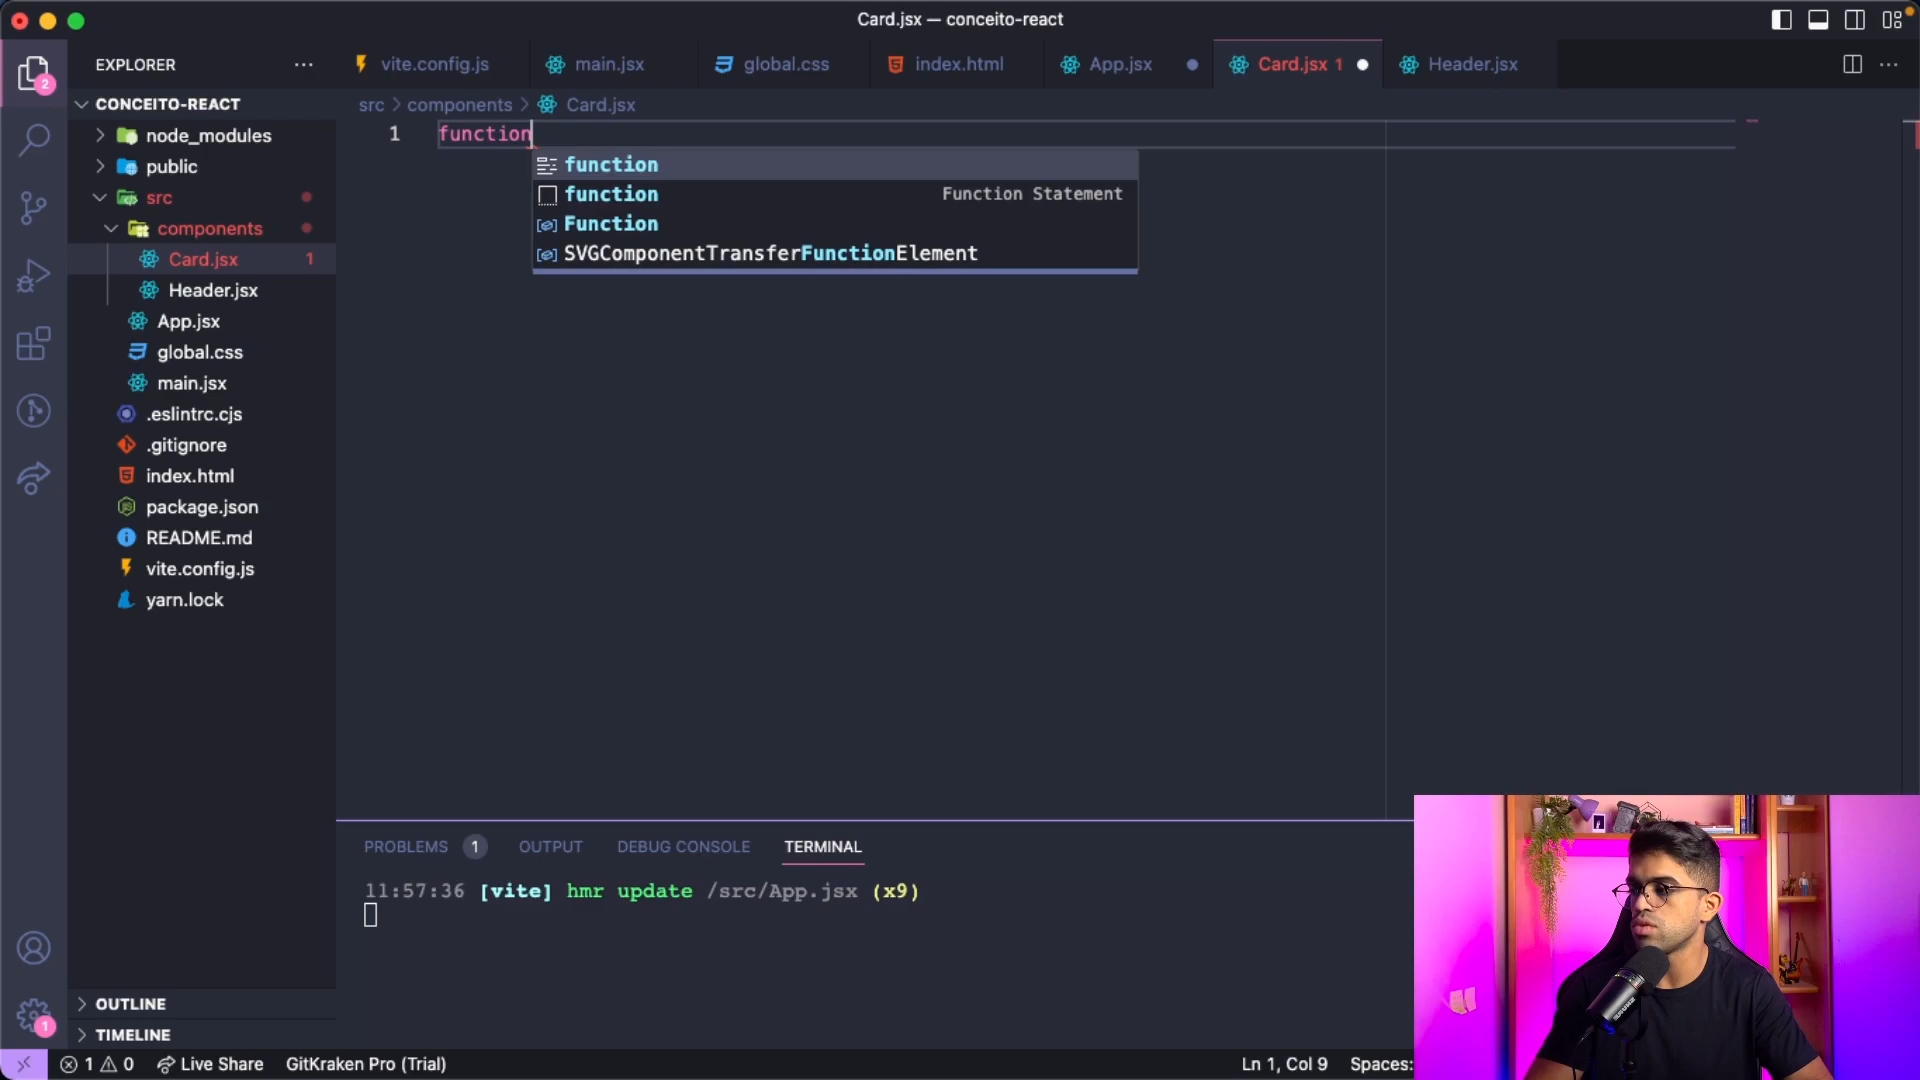 Card.jsx — conceito-react
2
EXPLORER
vite.config.js
main.jsx
global.css
index.html
App.jsx
Card.jsx 1
Header.jsx
CONCEITO-REACT
node_modules
public
src
components
Card.jsx 1
Header.jsx
App.jsx
global.css
main.jsx
.eslintrc.cjs
.gitignore
index.html
package.json
README.md
vite.config.js
yarn.lock
OUTLINE
TIMELINE
1
src > components > Card.jsx
1 function
function
function Function Statement
Function
SVGComponentTransferFunctionElement
PROBLEMS 1 OUTPUT DEBUG CONSOLE TERMINAL
11:57:36 [vite] hmr update /src/App.jsx (x9)
1 0 Live Share GitKraken Pro (Trial) Ln 1, Col 9 Spaces: